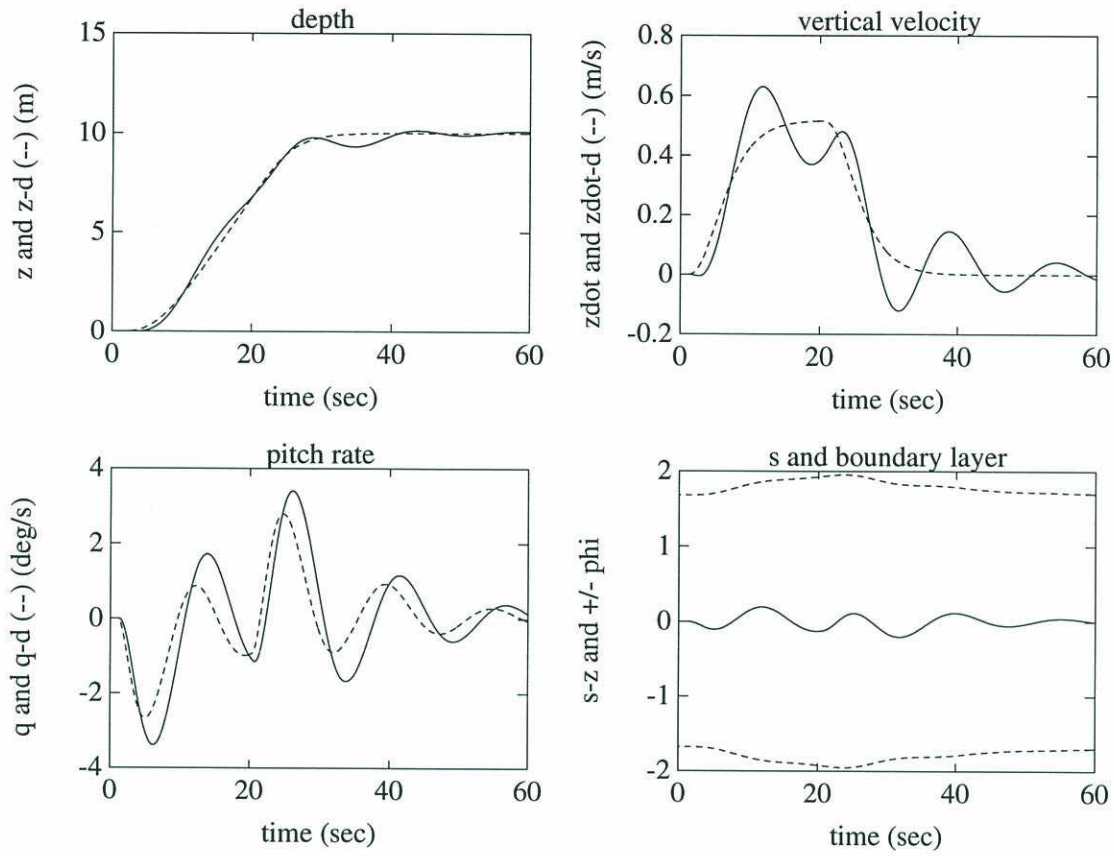 depth
15
10
5
0
z and z-d (--) (m)
0 20 40 60
time (sec)
vertical velocity
0.8
0.6
0.4
0.2
0
-0.2
zdot and zdot-d (--) (m/s)
0 20 40 60
time (sec)
pitch rate
4
2
0
-2
-4
q and q-d (--) (deg/s)
0 20 40 60
time (sec)
s and boundary layer
2
1
0
-1
-2
s-z and +/- phi
0 20 40 60
time (sec)